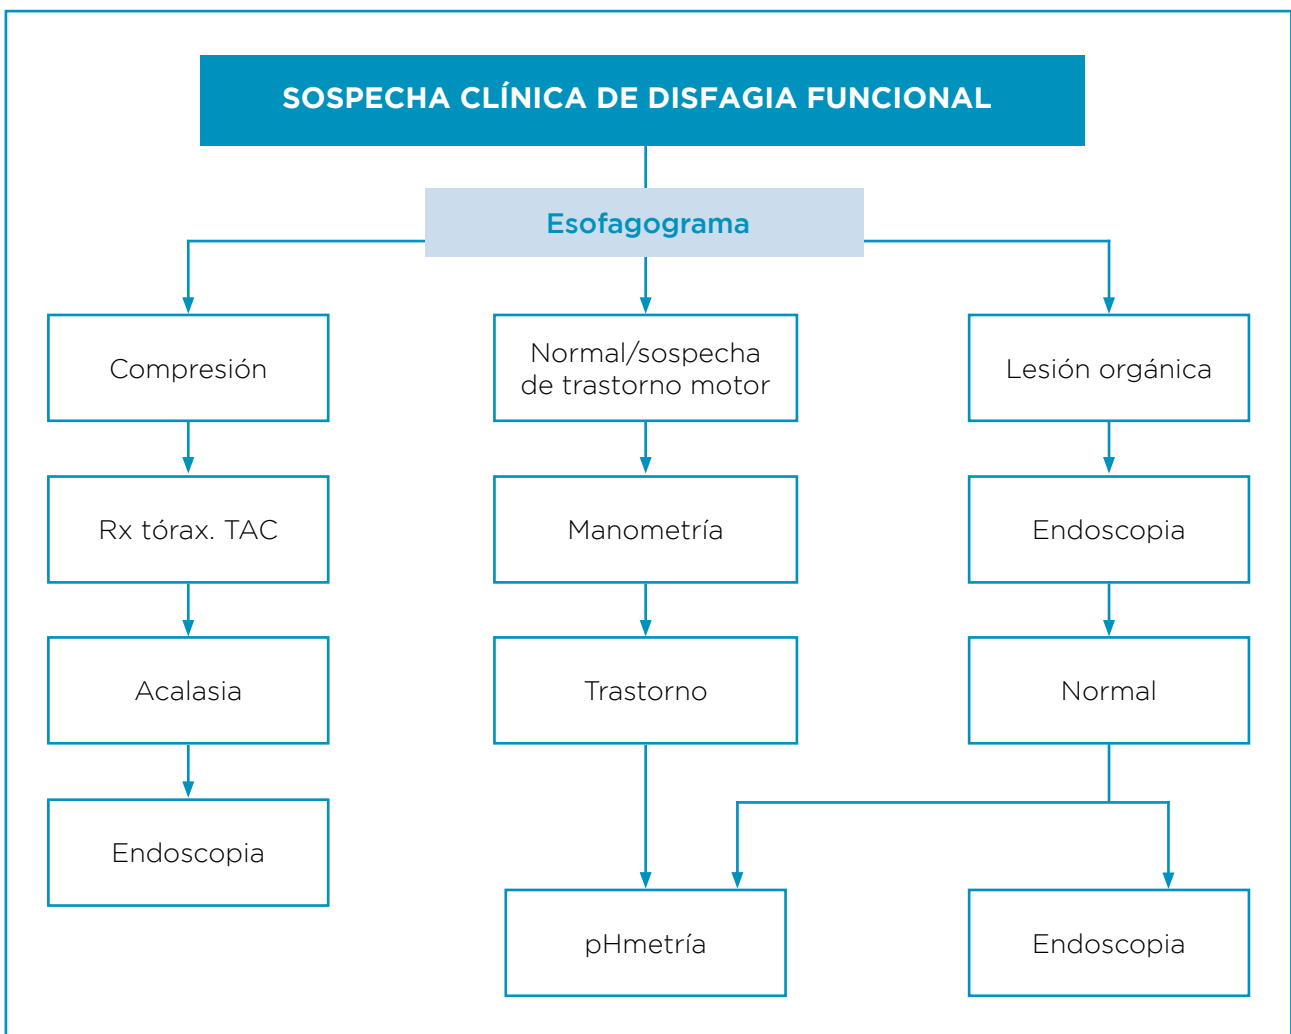 SOSPECHA CLÍNICA DE DISFAGIA FUNCIONAL
Esofagograma
Compresión
Normal/sospecha
de trastorno motor
Lesión orgánica
Rx tórax. TAC
Manometría
Endoscopia
Acalasia
Trastorno
Normal
Endoscopia
pHmetría
Endoscopia